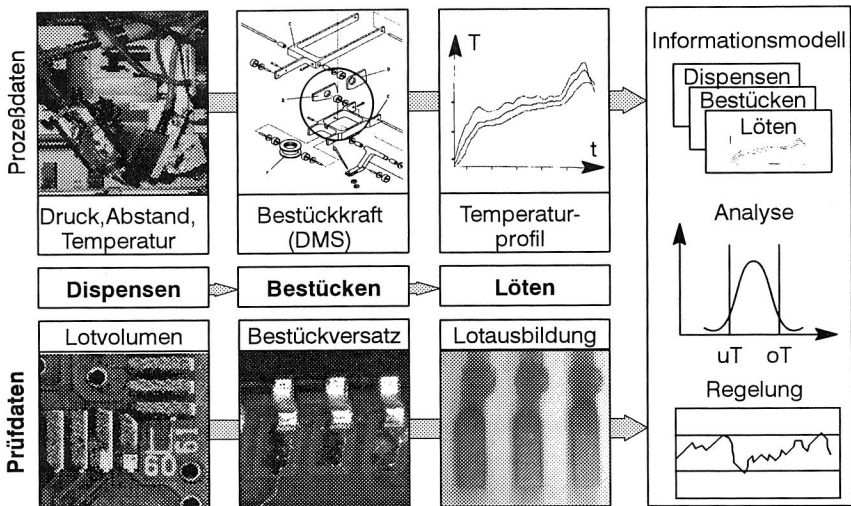 Prozeßdaten
Druck,Abstand,
Temperatur
Bestückkraft
(DMS)
T
t
Temperatur-
profil
Dispensen
Bestücken
Löten
Prüfdaten
Lotvolumen
60
Bestückversatz
Lotausbildung
Informationsmodell
Dispensen
Bestücken
Löten
Analyse
uT
oT
Regelung